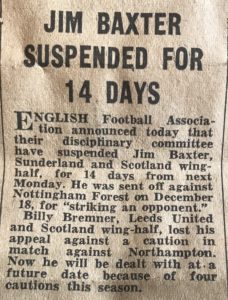 JIM BAXTER
SUSPENDED FOR
14 DAYS
ENGLISH Football Associa-
tion announced today that
their disciplinary committee
have suspended Jim Baxter,
Sunderland and Scotland wing-
half, for 14 days from next
Monday. He was sent off against
Nottingham Forest on December
18, for "striking an opponent."
Billy Bremner, Leeds United
and Scotland wing-half, lost his
appeal against a caution in
match against Northampton.
Now he will be dealt with at a
future date because of four
cautions this season.